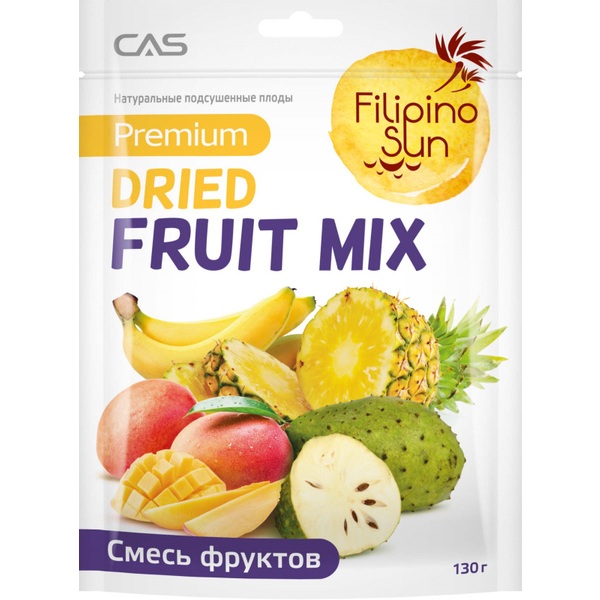 CAS
Натуральные подсушенные плоды
Premium
Filipino
Sun
DRIED
FRUIT MIX
Смесь фруктов
130 г